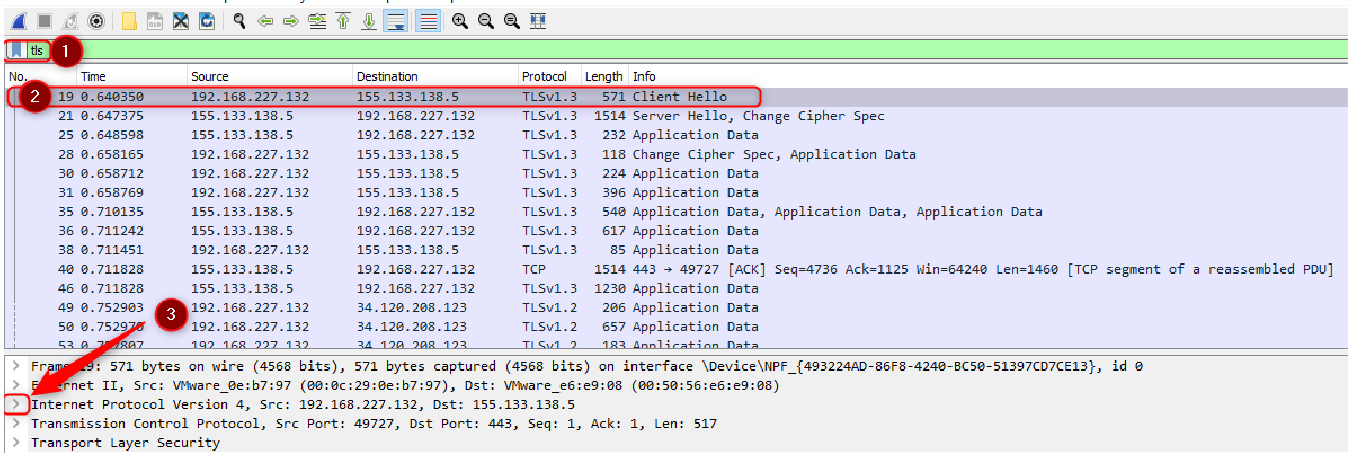 tls 1
No. Time Source Destination Protocol Length Info
2 19 0.640350 192.168.227.132 155.133.138.5 TLSv1.3 571 Client Hello
21 0.647375 155.133.138.5 192.168.227.132 TLSv1.3 1514 Server Hello, Change Cipher Spec
25 0.648598 155.133.138.5 192.168.227.132 TLSv1.3 232 Application Data
28 0.658165 192.168.227.132 155.133.138.5 TLSv1.3 118 Change Cipher Spec, Application Data
30 0.658712 192.168.227.132 155.133.138.5 TLSv1.3 224 Application Data
31 0.658769 192.168.227.132 155.133.138.5 TLSv1.3 396 Application Data
35 0.710135 155.133.138.5 192.168.227.132 TLSv1.3 540 Application Data, Application Data, Application Data
36 0.711242 155.133.138.5 192.168.227.132 TLSv1.3 617 Application Data
38 0.711451 192.168.227.132 155.133.138.5 TLSv1.3 85 Application Data
40 0.711828 155.133.138.5 192.168.227.132 TCP 1514 443 → 49727 [ACK] Seq=4736 Ack=1125 Win=64240 Len=1460 [TCP segment of a reassembled PDU]
46 0.711828 155.133.138.5 192.168.227.132 TLSv1.3 1230 Application Data
49 0.752903 192.168.227.132 34.120.208.123 TLSv1.2 206 Application Data
3
50 192.168.227.132 34.120.208.123 TLSv1.2 657 Application Data
53 192.168.227.132 34.120.208.123 TLSv1.2 183 Application Data
> Frame 19: 571 bytes on wire (4568 bits), 571 bytes captured (4568 bits) on interface \Device\NPF_{493224AD-86F8-4240-BC50-51397CD7CE13}, id 0
> Ethernet II, Src: VMware_0e:b7:97 (00:0c:29:0e:b7:97), Dst: VMware_e6:e9:08 (00:50:56:e6:e9:08)
> Internet Protocol Version 4, Src: 192.168.227.132, Dst: 155.133.138.5
> Transmission Control Protocol, Src Port: 49727, Dst Port: 443, Seq: 1, Ack: 1, Len: 517
> Transport Layer Security